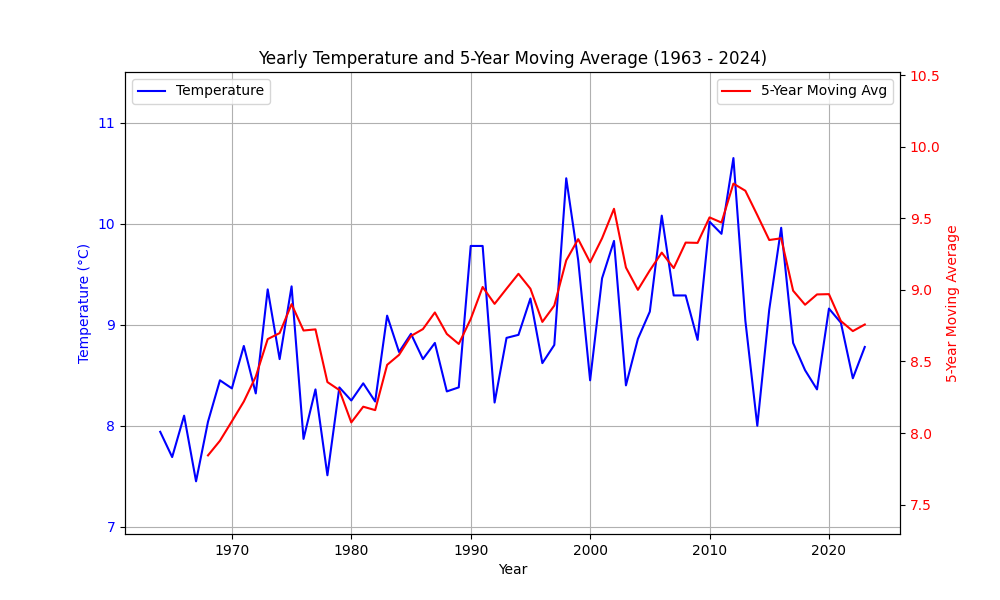 Yearly Temperature and 5-Year Moving Average (1963 - 2024)
Temperature
5-Year Moving Avg
Temperature (°C)
11
10
9
8
7
10.5
10.0
9.5
9.0
8.5
8.0
7.5
5-Year Moving Average
1970 1980 1990 2000 2010 2020
Year